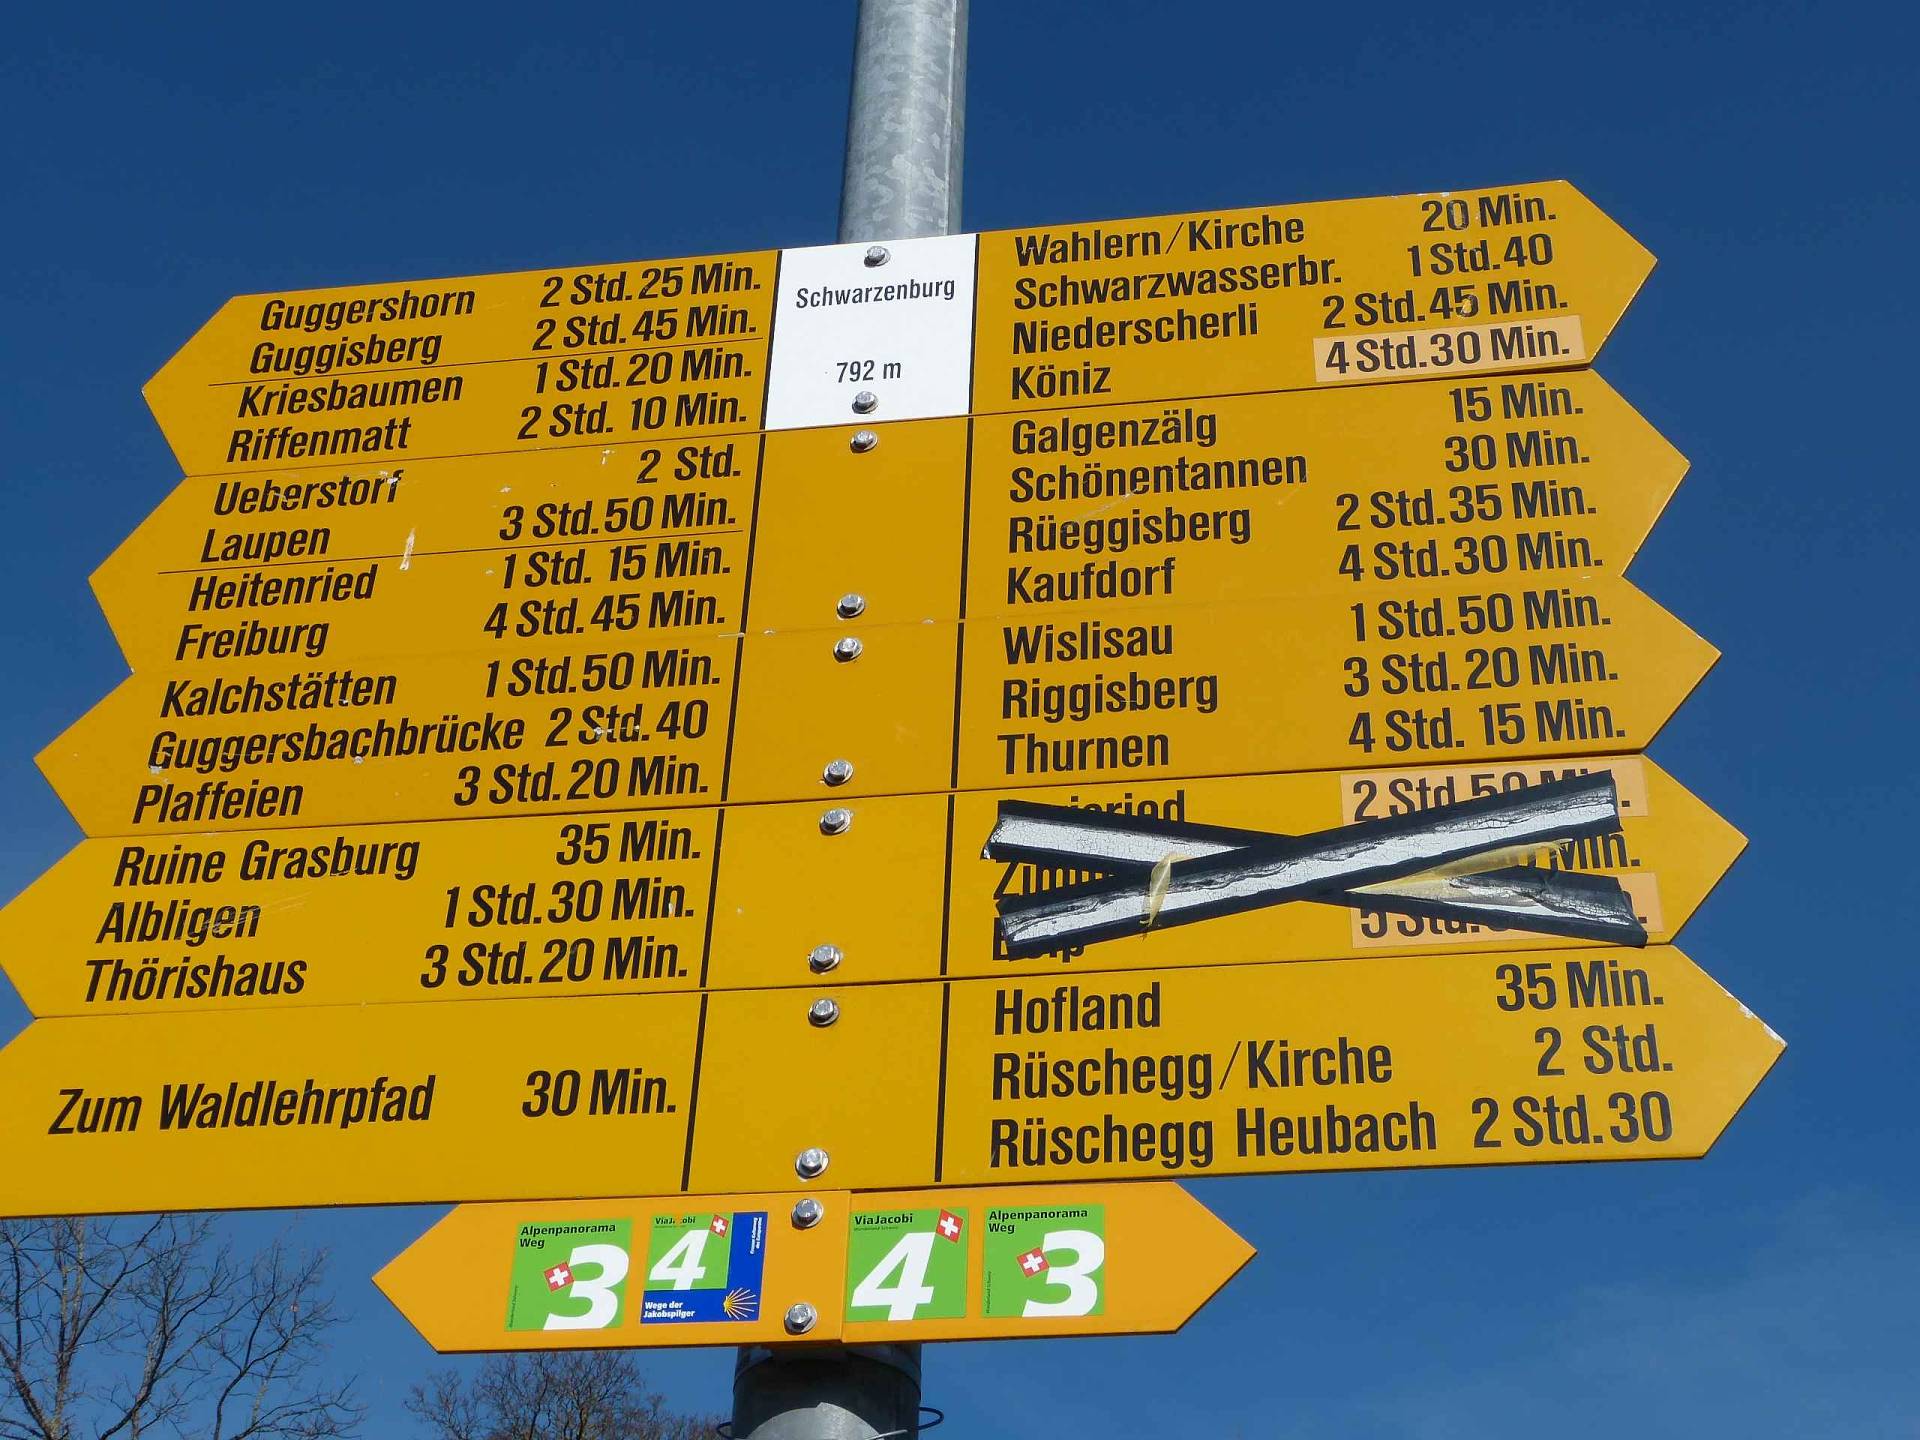 Guggershorn 2 Std. 25 Min.
Guggisberg 2 Std. 45 Min.
Kriesbaumen 1 Std. 20 Min.
Riffenmatt 2 Std. 10 Min.
Ueberstorf 2 Std.
Laupen 3 Std. 50 Min.
Heitenried 1 Std. 15 Min.
Freiburg 4 Std. 45 Min.
Kalchstätten 1 Std. 50 Min.
Guggersbachbrücke 2 Std. 40
Plaffeien 3 Std. 20 Min.
Ruine Grasburg 35 Min.
Albligen 1 Std. 30 Min.
Thörishaus 3 Std. 20 Min.
Zum Waldlehrpfad 30 Min.
Schwarzenburg
792 m
Wahlern/Kirche 20 Min.
Schwarzwasserbr. 1 Std. 40
Niederscherli 2 Std. 45 Min.
Köniz 4 Std. 30 Min.
Galgenzälg 15 Min.
Schönentannen 30 Min.
Rüeggisberg 2 Std. 35 Min.
Kaufdorf 4 Std. 30 Min.
Wislisau 1 Std. 50 Min.
Riggisberg 3 Std. 20 Min.
Thurnen 4 Std. 15 Min.
2 Std. 50 Min.
Min.
5 Std.
Hofland 35 Min.
Rüschegg/Kirche 2 Std.
Rüschegg Heubach 2 Std. 30
Alpenpanorama
Weg
3
ViaJacobi
4
Wege der
Jakobspilger
ViaJacobi
4
Alpenpanorama
Weg
3